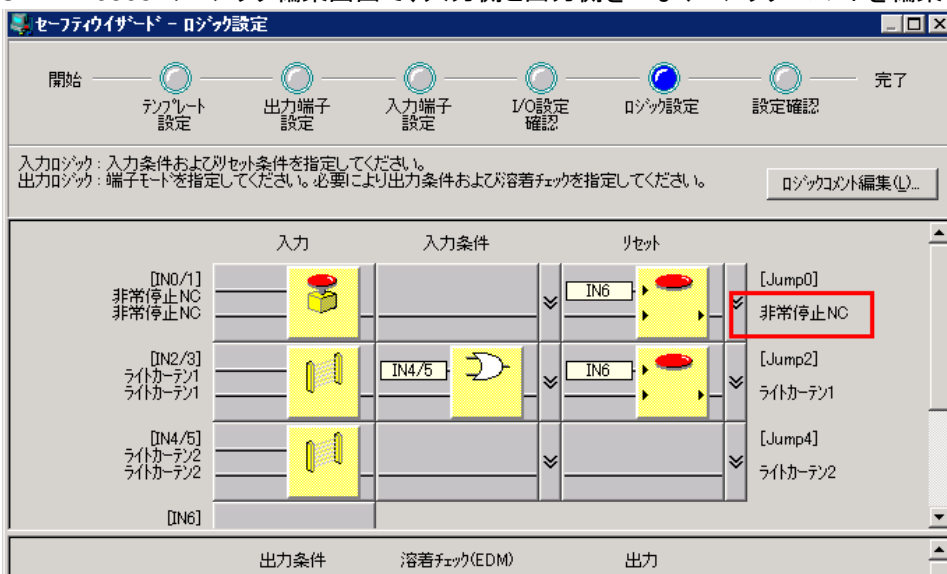 セーフティウイザード - ロジック設定
開始
テンプレート設定
出力端子設定
入力端子設定
I/O設定確認
ロジック設定
設定確認
完了
入力ロジック：入力条件およびリセット条件を指定してください。
出力ロジック：端子モードを指定してください。必要により出力条件および溶着チェックを指定してください。
ロジックコメント編集(L)...
入力 入力条件 リセット
[IN0/1]
非常停止NC
非常停止NC
IN6
[Jump0]
非常停止NC
[IN2/3]
ライトカーテン1
ライトカーテン1
IN4/5
IN6
[Jump2]
ライトカーテン1
[IN4/5]
ライトカーテン2
ライトカーテン2
[Jump4]
ライトカーテン2
[IN6]
出力条件 溶着チェック(EDM) 出力